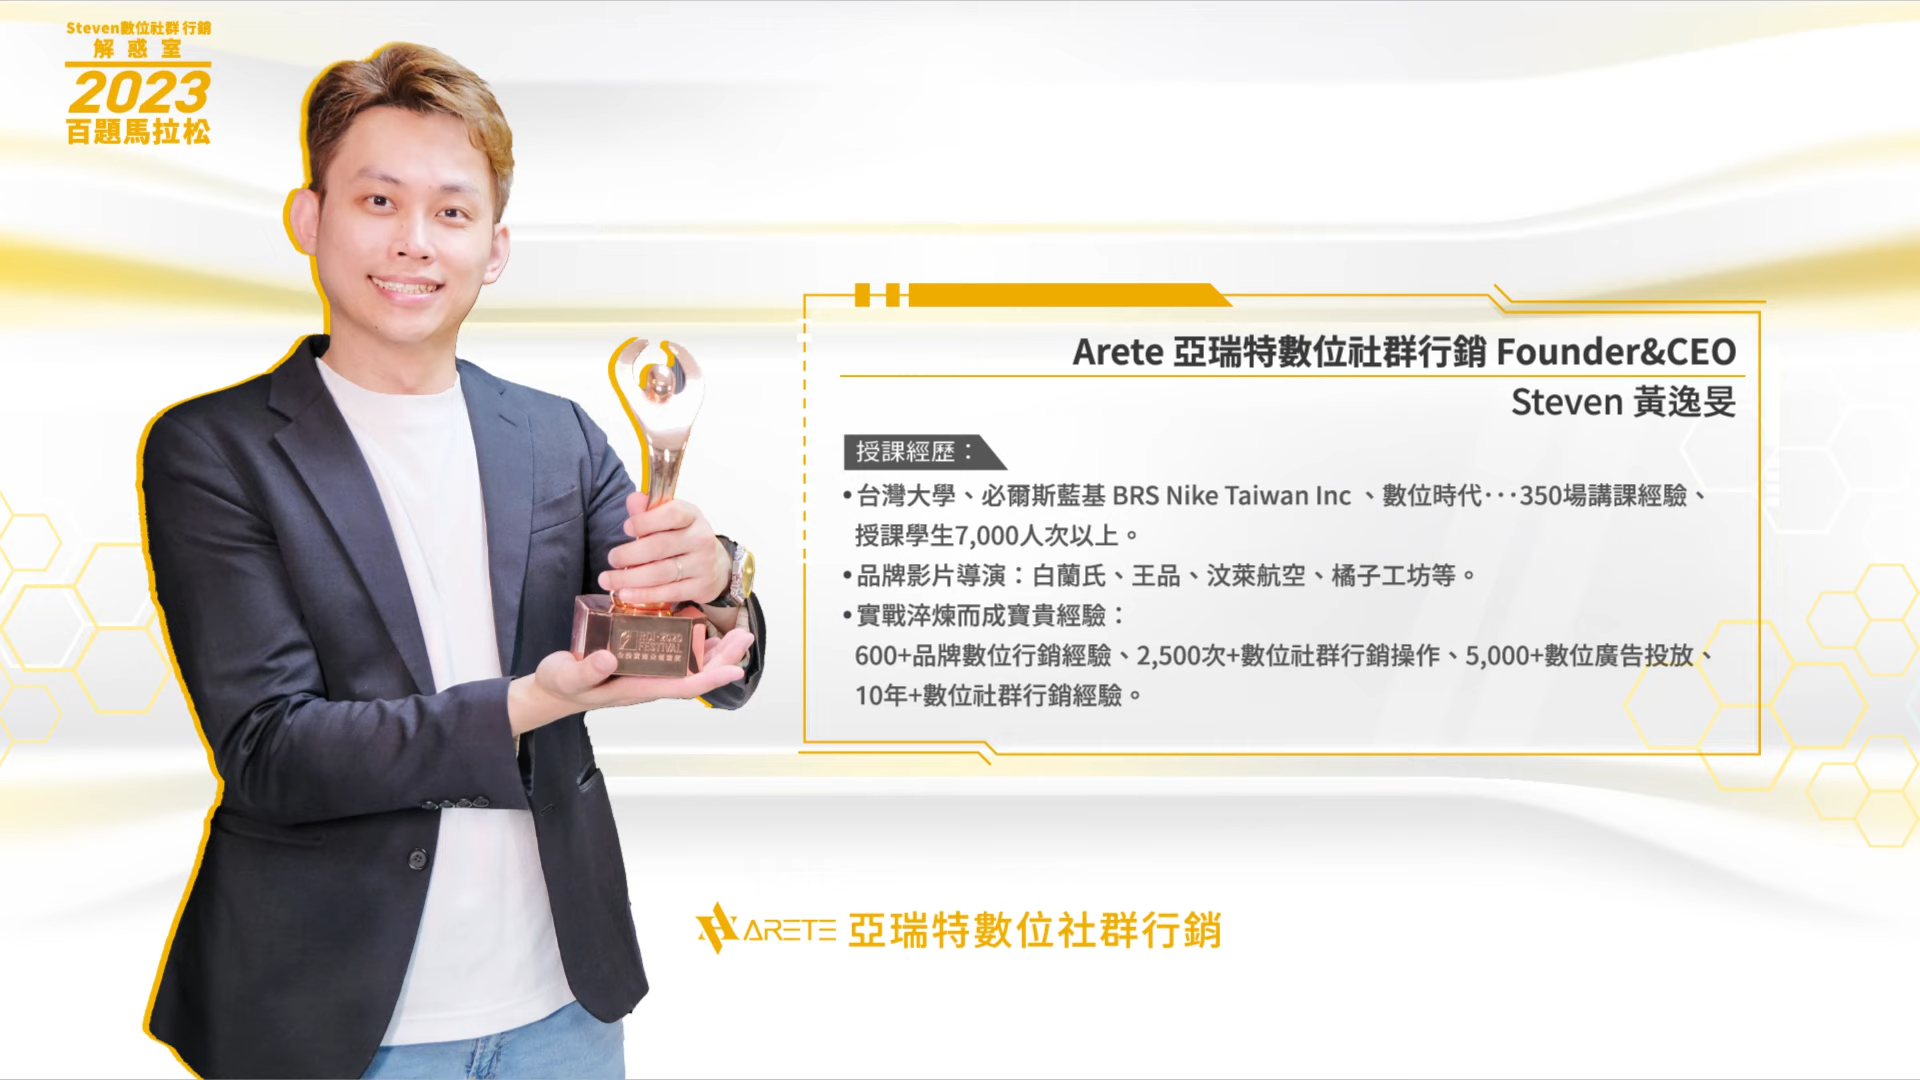 Steven數位社群行銷
解惑室
2023
百題馬拉松
Arete 亞瑞特數位社群行銷 Founder&CEO
Steven 黃逸旻
授課經歷：
•台灣大學、必爾斯藍基 BRS Nike Taiwan Inc 、數位時代···350場講課經驗、
授課學生7,000人次以上。
•品牌影片導演：白蘭氏、王品、汶萊航空、橘子工坊等。
•實戰淬煉而成寶貴經驗：
600+品牌數位行銷經驗、2,500次+數位社群行銷操作、5,000+數位廣告投放、
10年+數位社群行銷經驗。
FESTIVAL
ARETE 亞瑞特數位社群行銷